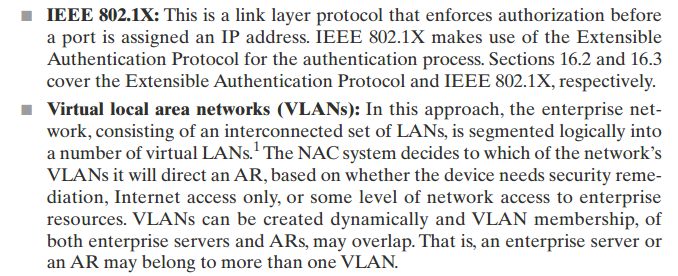 ■ IEEE 802.1X: This is a link layer protocol that enforces authorization before
a port is assigned an IP address. IEEE 802.1X makes use of the Extensible
Authentication Protocol for the authentication process. Sections 16.2 and 16.3
cover the Extensible Authentication Protocol and IEEE 802.1X, respectively.
■ Virtual local area networks (VLANs): In this approach, the enterprise net-
work, consisting of an interconnected set of LANs, is segmented logically into
a number of virtual LANs.¹ The NAC system decides to which of the network's
VLANs it will direct an AR, based on whether the device needs security reme-
diation, Internet access only, or some level of network access to enterprise
resources. VLANs can be created dynamically and VLAN membership, of
both enterprise servers and ARs, may overlap. That is, an enterprise server or
an AR may belong to more than one VLAN.